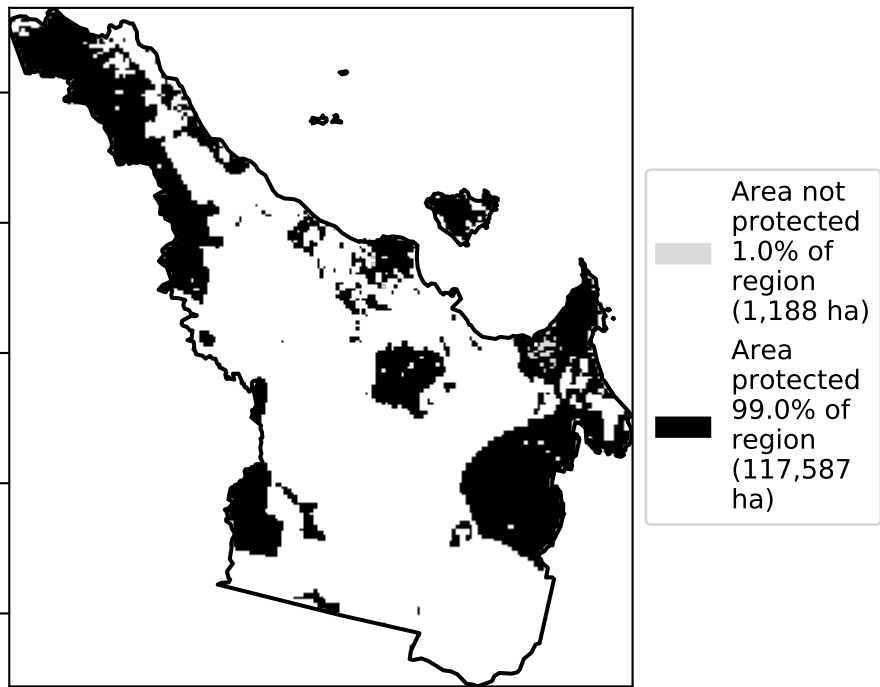 Area not
protected
1.0% of
region
(1,188 ha)
Area
protected
99.0% of
region
(117,587
ha)